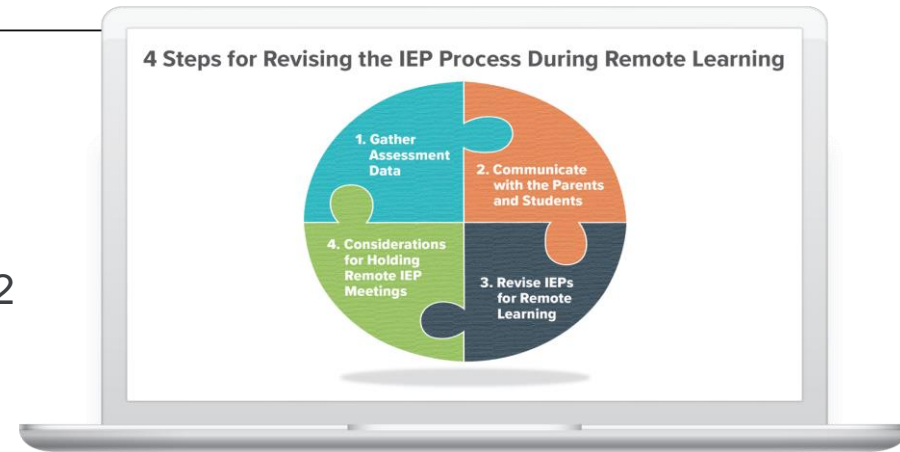 4 Steps for Revising the IEP Process During Remote Learning
1. Gather
Assessment
Data
2. Communicate
with the Parents
and Students
4. Considerations
for Holding
Remote IEP
Meetings
3. Revise IEPs
for Remote
Learning
2